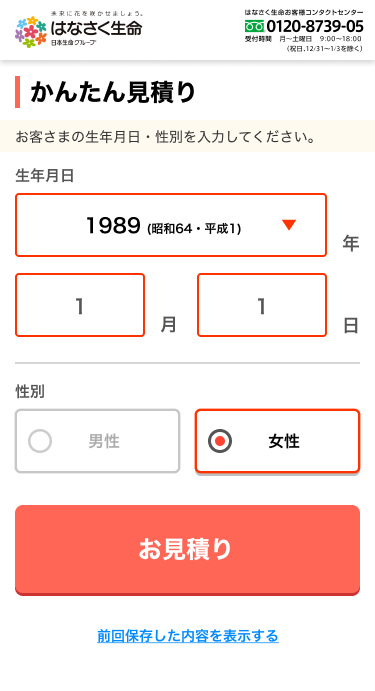 未来に花を咲かせましょう。
はなさく生命
日本生命グループ
はなさく生命お客様コンタクトセンター
0120-8739-05
受付時間 月〜土曜日 9:00〜18:00
(祝日、12/31〜1/3を除く)
かんたん見積り
お客さまの生年月日・性別を入力してください。
生年月日
1989 (昭和64・平成1) ▼ 年
1 月 1 日
性別
男性 女性
お見積り
前回保存した内容を表示する